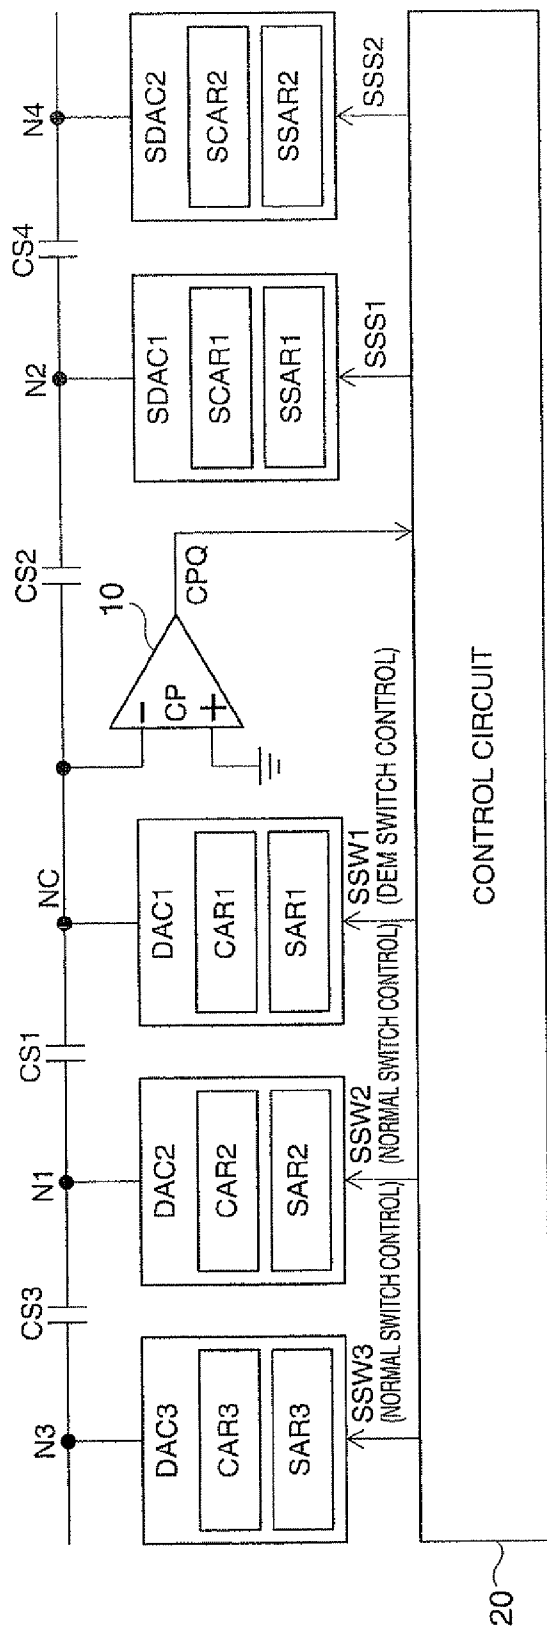 N3
CS3
N1
CS1
NC
CS2
N2
CS4
N4
DAC3
CAR3
SAR3
DAC2
CAR2
SAR2
DAC1
CAR1
SAR1
10
CP
-
+
CPQ
SDAC1
SCAR1
SSAR1
SDAC2
SCAR2
SSAR2
SSW3
(NORMAL SWITCH CONTROL)
SSW2
(NORMAL SWITCH CONTROL)
SSW1
(DEM SWITCH CONTROL)
SSS1
SSS2
CONTROL CIRCUIT
20